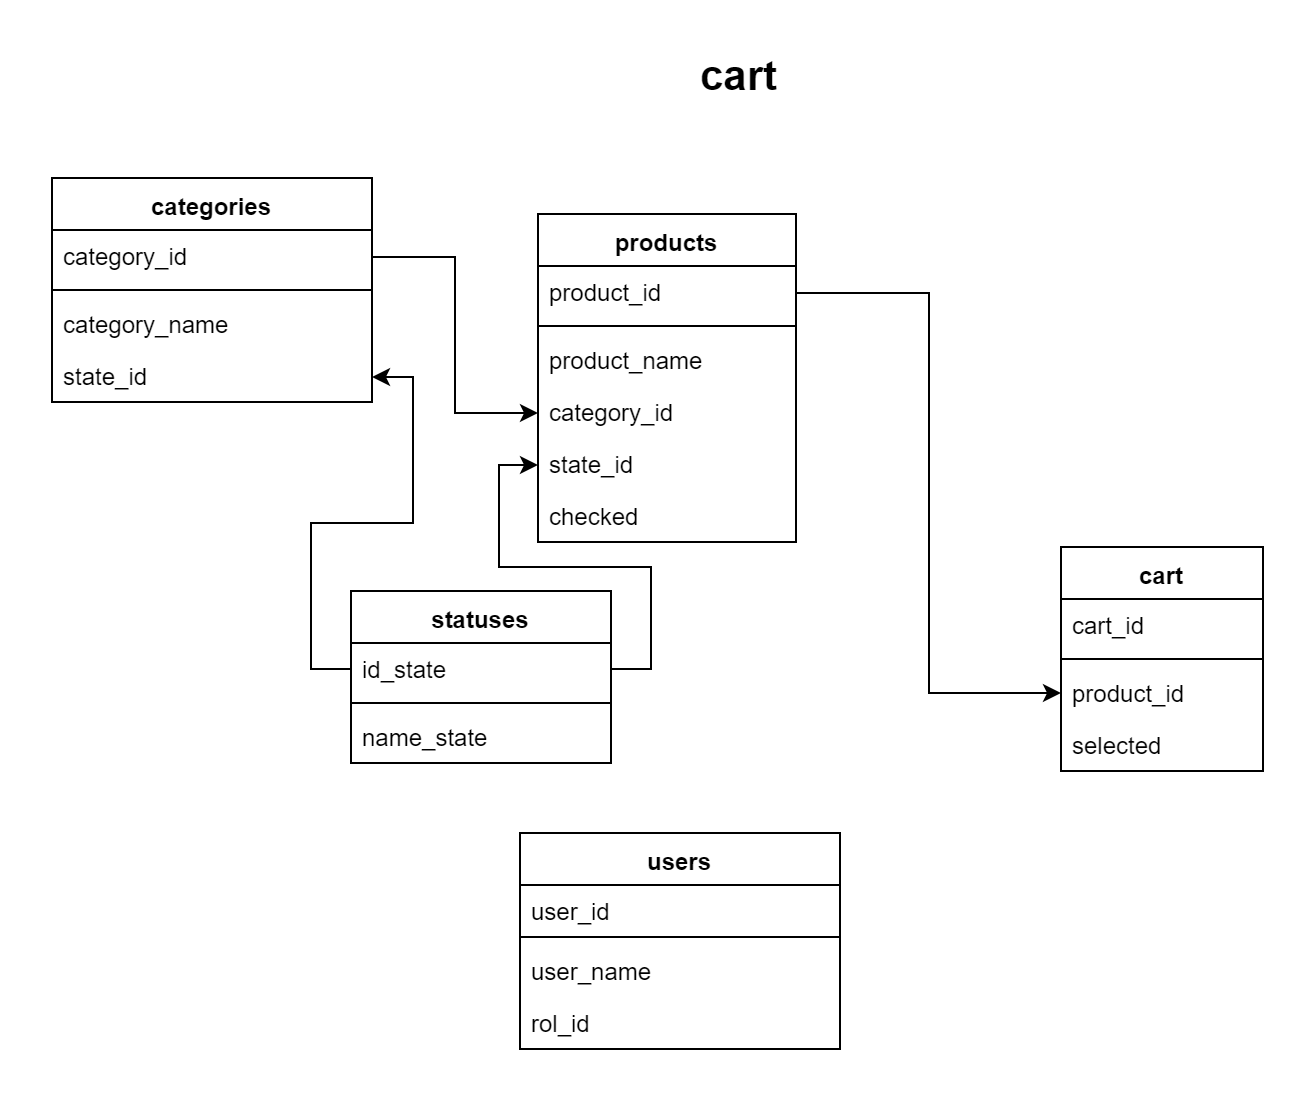 cart
categories
category_id
category_name
state_id
products
product_id
product_name
category_id
state_id
checked
statuses
id_state
name_state
cart
cart_id
product_id
selected
users
user_id
user_name
rol_id